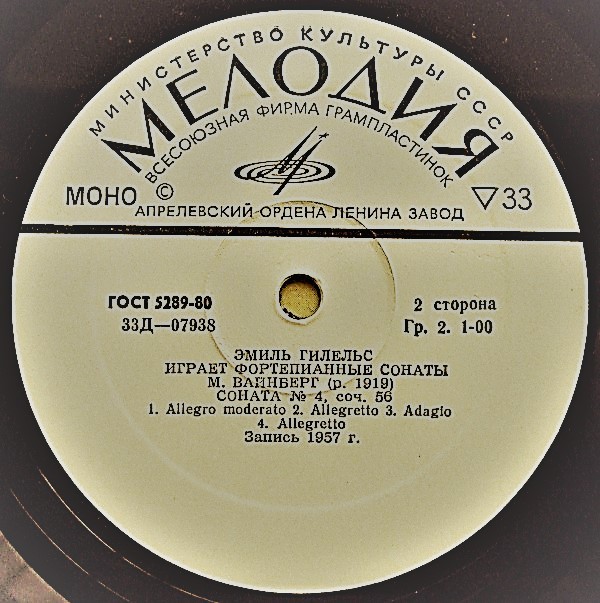 МИНИСТЕРСТВО КУЛЬТУРЫ СССР
МЕЛОДИЯ
ВСЕСОЮЗНАЯ ФИРМА ГРАМПЛАСТИНОК
МОНО © ▽33
АПРЕЛЕВСКИЙ ОРДЕНА ЛЕНИНА ЗАВОД
ГОСТ 5289-80 2 сторона
33Д—07938 Гр. 2. 1-00
ЭМИЛЬ ГИЛЕЛЬС
ИГРАЕТ ФОРТЕПИАННЫЕ СОНАТЫ
М. ВАЙНБЕРГ (р. 1919)
СОНАТА № 4, соч. 56
1. Allegro moderato 2. Allegretto 3. Adagio
4. Allegretto
Запись 1957 г.